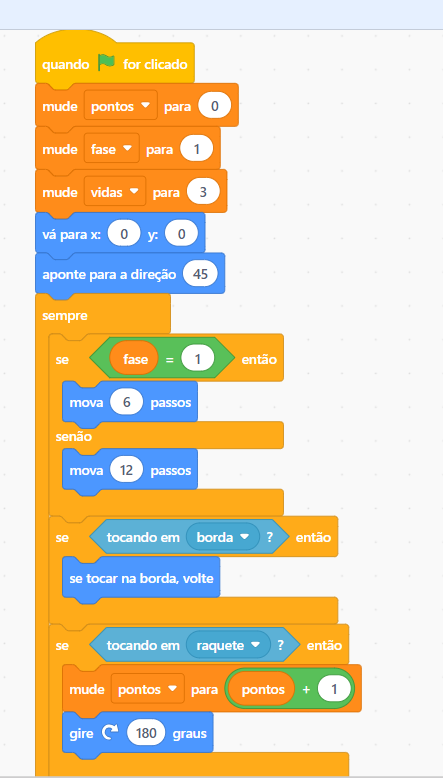 quando for clicado
mude pontos para 0
mude fase para 1
mude vidas para 3
vá para x: 0 y: 0
aponte para a direção 45
sempre
se fase = 1 então
mova 6 passos
senão
mova 12 passos
se tocando em borda ? então
se tocar na borda, volte
se tocando em raquete ? então
mude pontos para pontos + 1
gire 180 graus